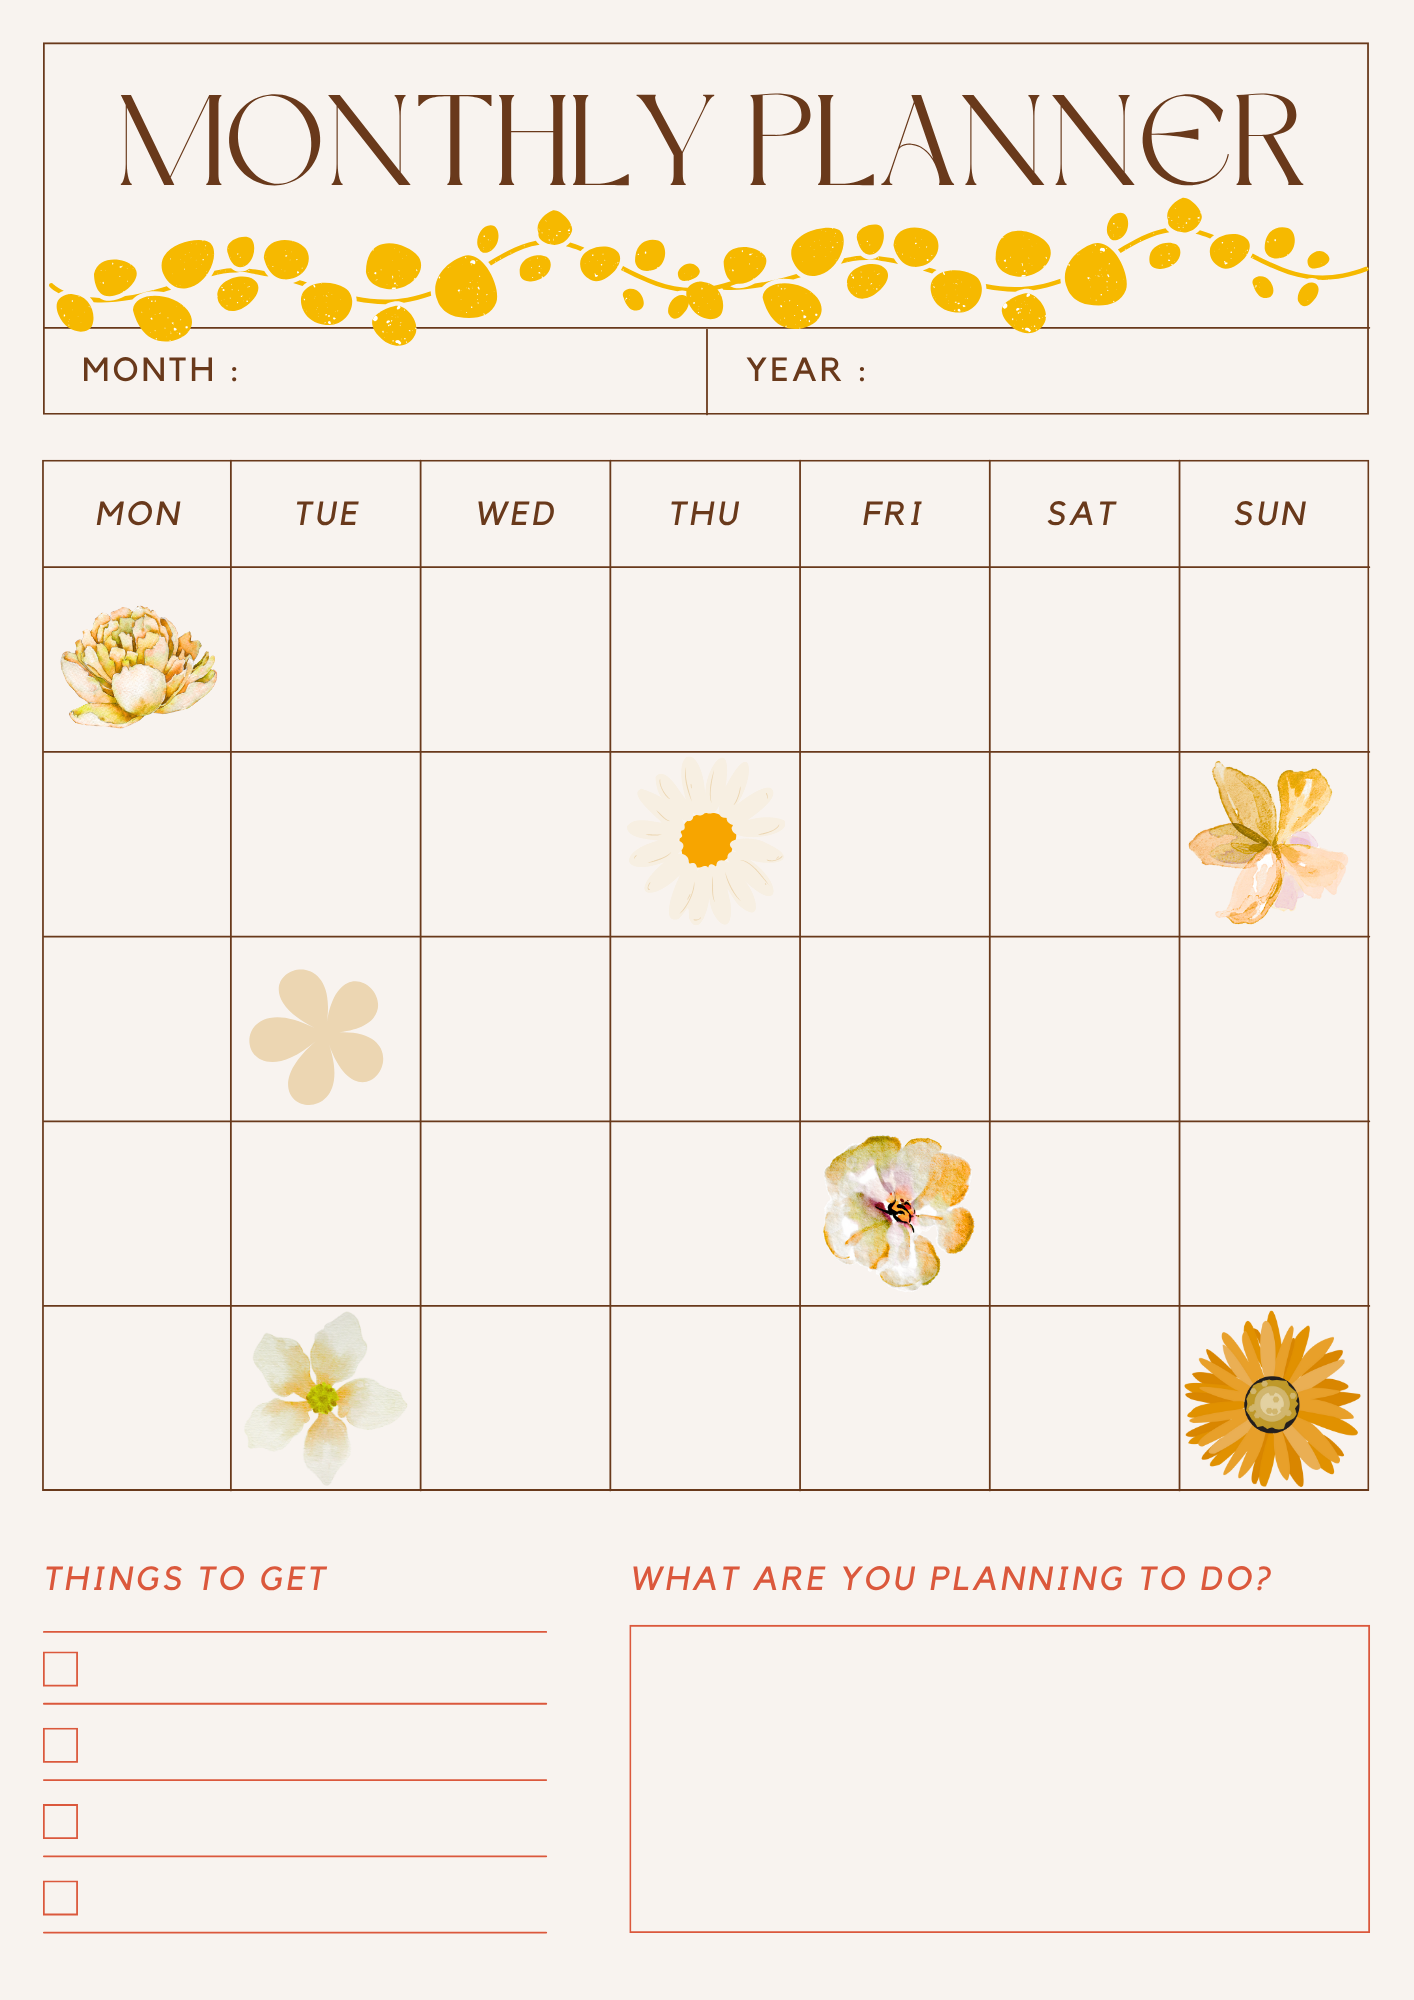 MONTHLY PLANNER
MONTH :
YEAR :
MON TUE WED THU FRI SAT SUN
THINGS TO GET
WHAT ARE YOU PLANNING TO DO?